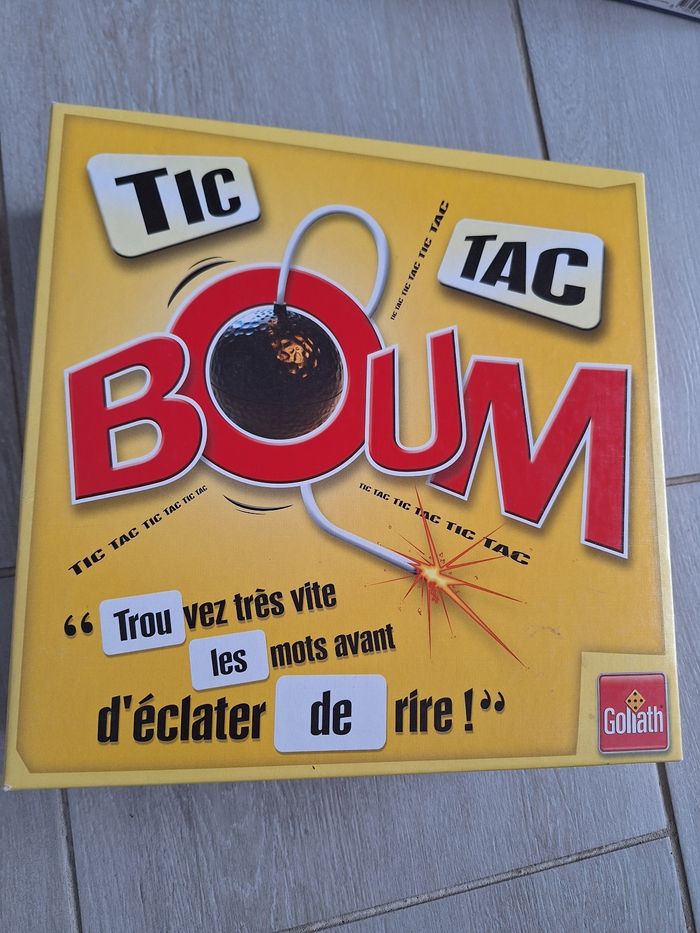 TIC
TAC
TIC TAC TIC TAC TIC TAC
BOUM
TIC TAC TIC TAC TIC TAC
TIC TAC TIC TAC TIC TAC
“ Trouvez très vite
les mots avant
d'éclater de rire ! ”
Goliath